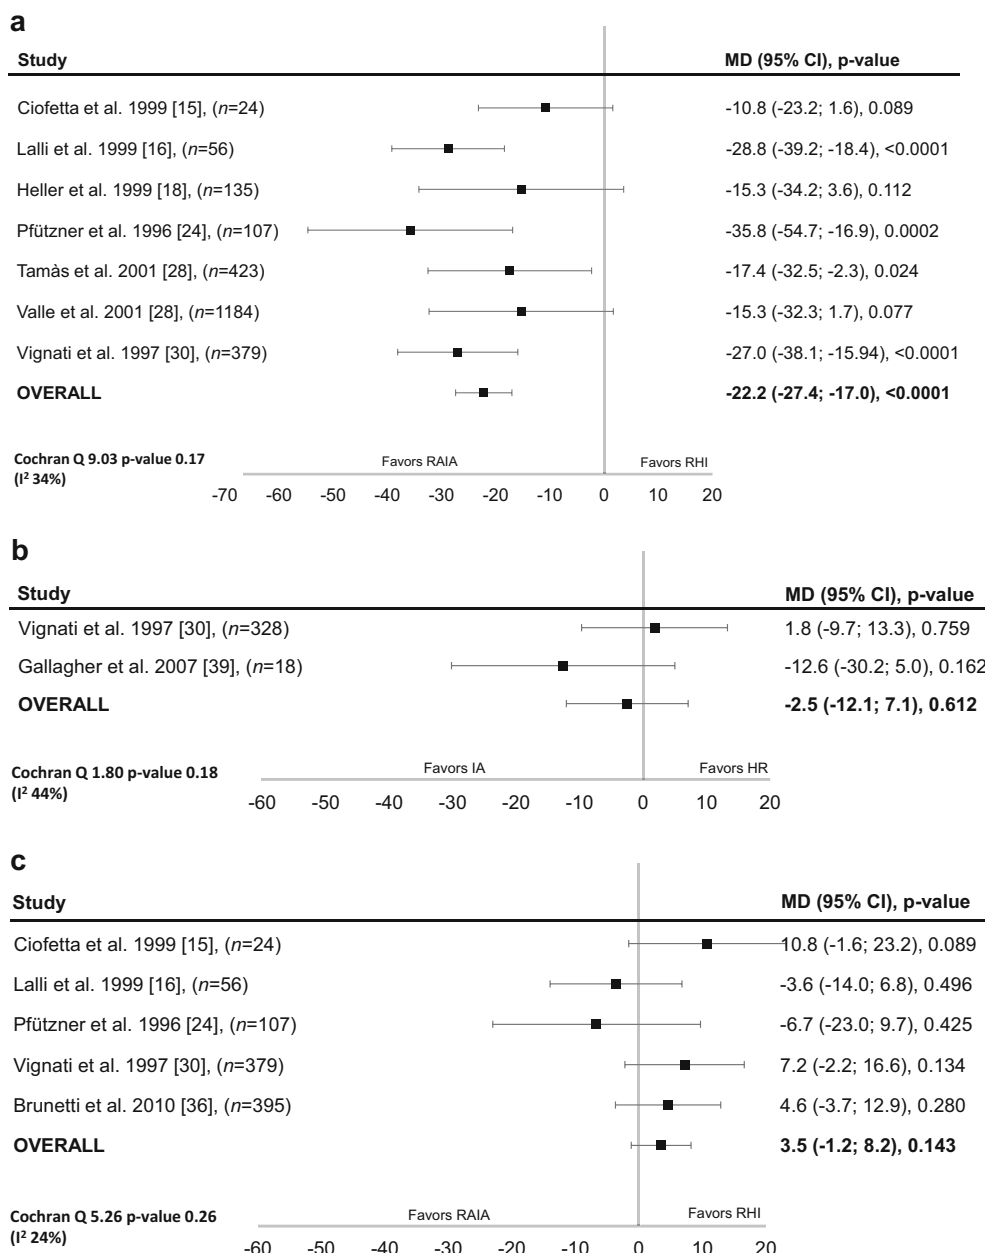 a
Study MD (95% CI), p-value
Ciofetta et al. 1999 [15], (n=24) -10.8 (-23.2; 1.6), 0.089
Lalli et al. 1999 [16], (n=56) -28.8 (-39.2; -18.4), <0.0001
Heller et al. 1999 [18], (n=135) -15.3 (-34.2; 3.6), 0.112
Pfützner et al. 1996 [24], (n=107) -35.8 (-54.7; -16.9), 0.0002
Tamàs et al. 2001 [28], (n=423) -17.4 (-32.5; -2.3), 0.024
Valle et al. 2001 [28], (n=1184) -15.3 (-32.3; 1.7), 0.077
Vignati et al. 1997 [30], (n=379) -27.0 (-38.1; -15.94), <0.0001
OVERALL -22.2 (-27.4; -17.0), <0.0001
Cochran Q 9.03 p-value 0.17 Favors RAIA Favors RHI
(I² 34%)
-70 -60 -50 -40 -30 -20 -10 0 10 20
b
Study MD (95% CI), p-value
Vignati et al. 1997 [30], (n=328) 1.8 (-9.7; 13.3), 0.759
Gallagher et al. 2007 [39], (n=18) -12.6 (-30.2; 5.0), 0.162
OVERALL -2.5 (-12.1; 7.1), 0.612
Cochran Q 1.80 p-value 0.18 Favors IA Favors HR
(I² 44%)
-60 -50 -40 -30 -20 -10 0 10 20
c
Study MD (95% CI), p-value
Ciofetta et al. 1999 [15], (n=24) 10.8 (-1.6; 23.2), 0.089
Lalli et al. 1999 [16], (n=56) -3.6 (-14.0; 6.8), 0.496
Pfützner et al. 1996 [24], (n=107) -6.7 (-23.0; 9.7), 0.425
Vignati et al. 1997 [30], (n=379) 7.2 (-2.2; 16.6), 0.134
Brunetti et al. 2010 [36], (n=395) 4.6 (-3.7; 12.9), 0.280
OVERALL 3.5 (-1.2; 8.2), 0.143
Cochran Q 5.26 p-value 0.26 Favors RAIA Favors RHI
(I² 24%)
-60 -50 -40 -30 -20 -10 0 10 20